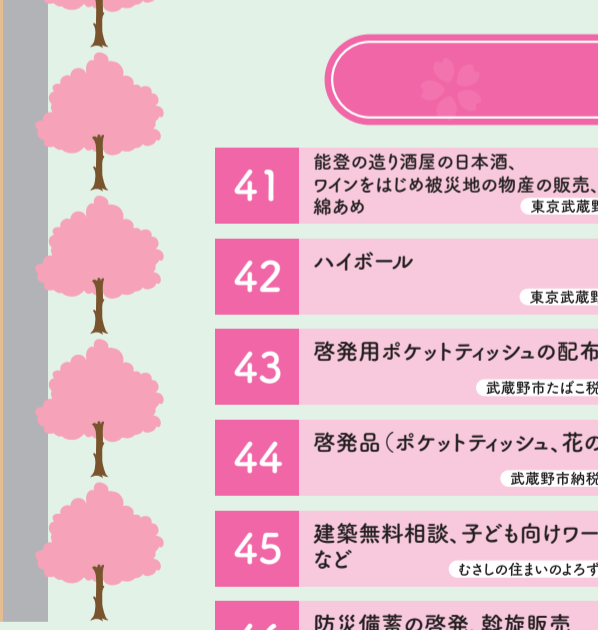 41
能登の造り酒屋の日本酒、
ワインをはじめ被災地の物産の販売、
綿あめ
東京武蔵野
42
ハイボール
東京武蔵野
43
啓発用ポケットティッシュの配布
武蔵野市たばこ税
44
啓発品（ポケットティッシュ、花の
武蔵野市納税
45
建築無料相談、子ども向けワー
など
むさしの住まいのよろず
防災備蓄の啓発、斡旋販売